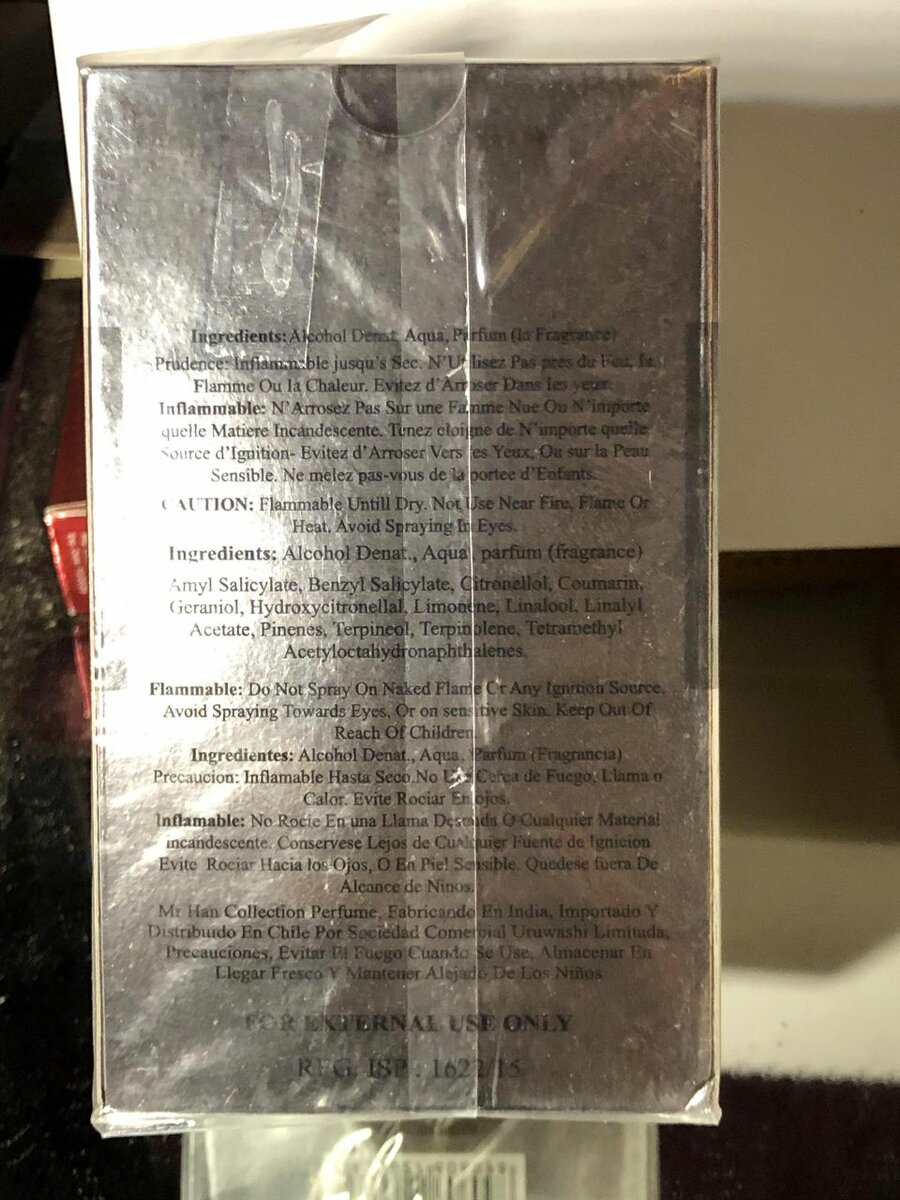 Ingredients: Alcohol Denat. Aqua, Parfum (la Fragrance)
Prudence: Inflammable jusqu's Sec. N'Utilisez Pas pres du Feu, la
Flamme Ou la Chaleur. Evitez d'Arroser Dans les yeux.
Inflammable: N'Arrosez Pas Sur une Famme Nue Ou N'importe
quelle Matiere Incandescente. Tenez eloigne de N'importe quelle
Source d'Ignition- Evitez d'Arroser Vers les Yeux, Ou sur la Peau
Sensible. Ne melez pas-vous de la portee d'Enfants.
CAUTION: Flammable Untill Dry. Not Use Near Fire, Flame Or
Heat. Avoid Spraying In Eyes.
Ingredients: Alcohol Denat., Aqua, parfum (fragrance)
Amyl Salicylate, Benzyl Salicylate, Citronellol, Coumarin,
Geraniol, Hydroxycitronellal, Limonene, Linalool, Linalyl
Acetate, Pinenes, Terpineol, Terpinolene, Tetramethyl
Acetyloctahydronaphthalenes.
Flammable: Do Not Spray On Naked Flame Or Any Ignition Source.
Avoid Spraying Towards Eyes, Or on sensitive Skin. Keep Out Of
Reach Of Children.
Ingredientes: Alcohol Denat., Aqua, Parfum (Fragrancia)
Precaucion: Inflamable Hasta Seco.No Use Cerca de Fuego, Llama o
Calor. Evite Rociar En ojos.
Inflamable: No Rocie En una Llama Desnuda O Cualquier Material
incandescente. Conservese Lejos de Cualquier Fuente de Ignicion
Evite Rociar Hacia los Ojos, O En Piel Sensible. Quedese fuera De
Alcance de Ninos.
Mr Han Collection Perfume, Fabricando En India, Importado Y
Distribuido En Chile Por Sociedad Comercial Uruwashi Limitada,
Precauciones, Evitar El Fuego Cuando Se Use, Almacenar En
Llegar Fresco Y Mantener Alejado De Los Niños
FOR EXTERNAL USE ONLY
REG. ISP . 1622/15